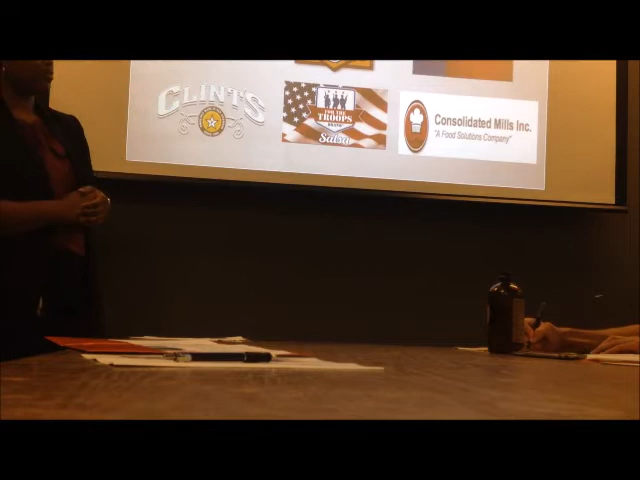 CLINT'S
FOR THE
TROOPS
Salsa
Consolidated Mills Inc.
"A Food Solutions Company"